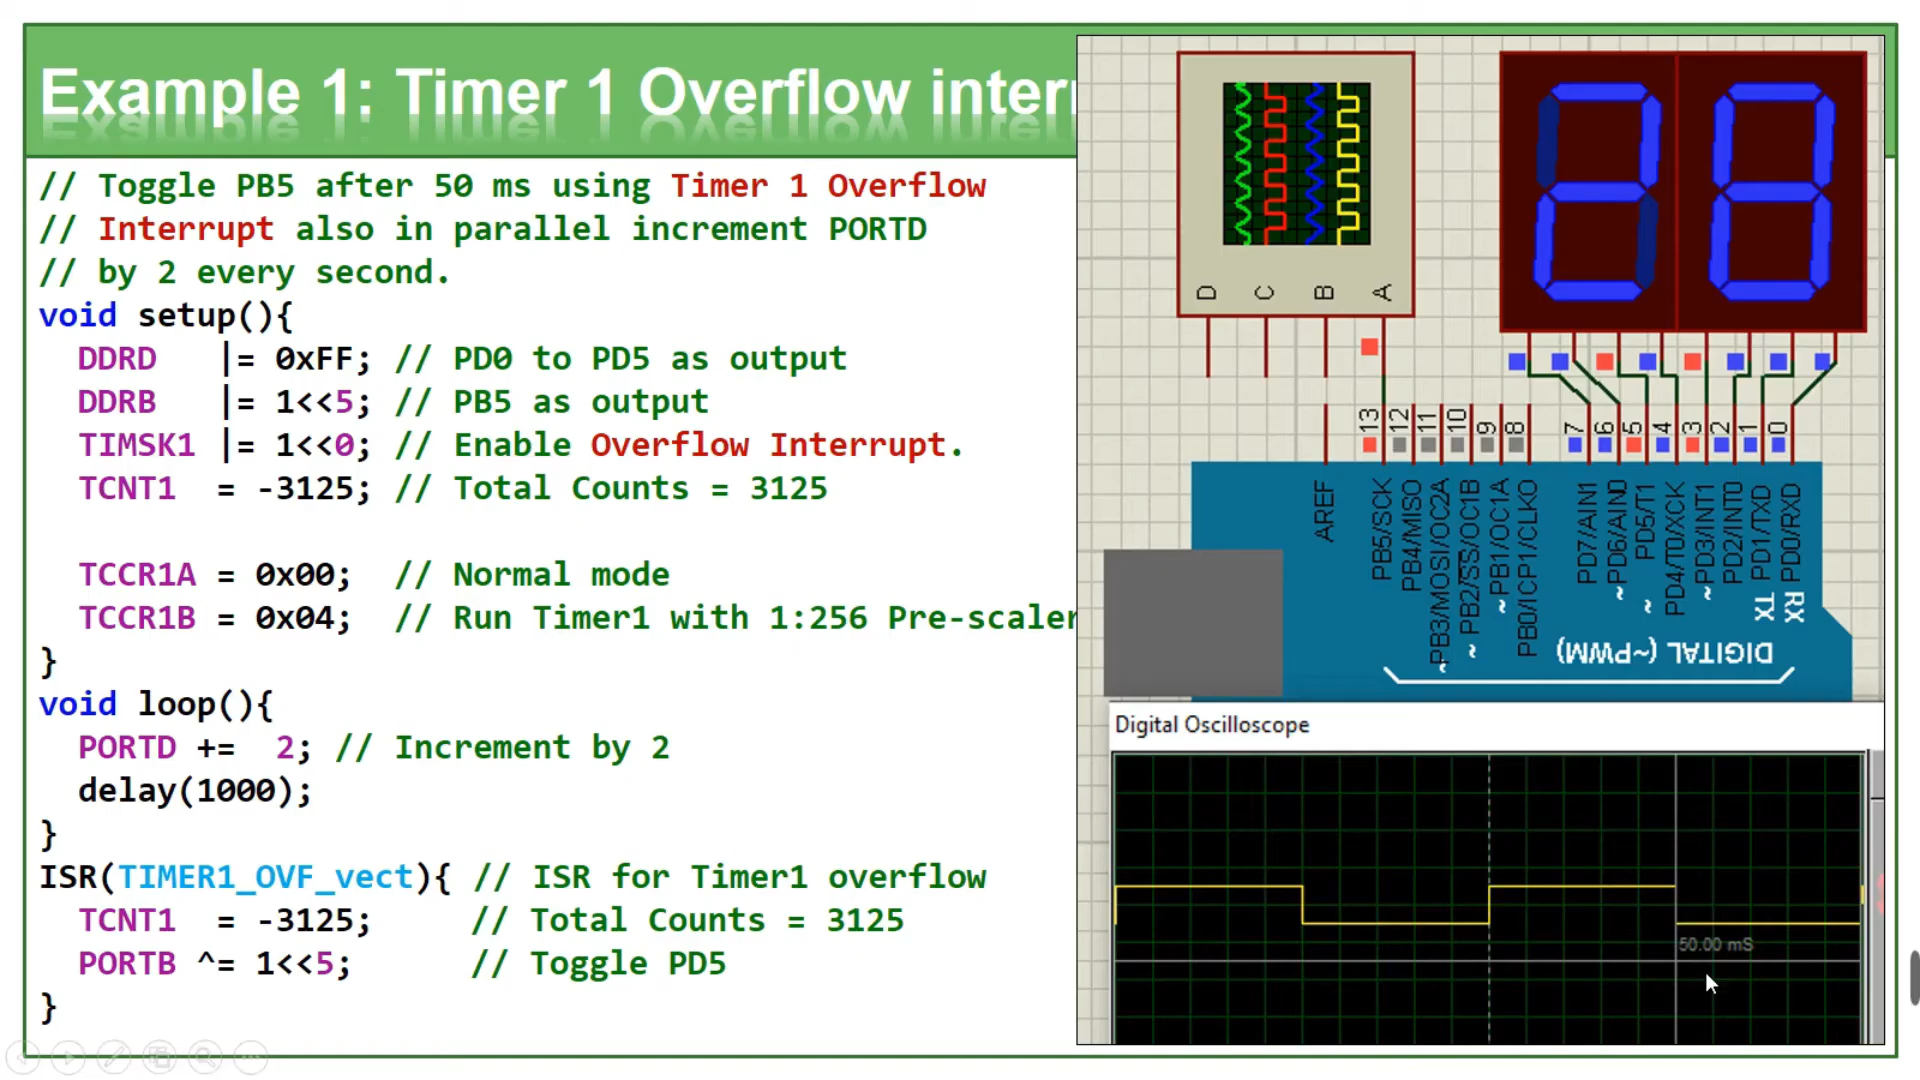 Example 1: Timer 1 Overflow inter
// Toggle PB5 after 50 ms using Timer 1 Overflow
// Interrupt also in parallel increment PORTD
// by 2 every second.
void setup(){
DDRD |= 0xFF; // PD0 to PD5 as output
DDRB |= 1<<5; // PB5 as output
TIMSK1 |= 1<<0; // Enable Overflow Interrupt.
TCNT1 = -3125; // Total Counts = 3125
TCCR1A = 0x00; // Normal mode
TCCR1B = 0x04; // Run Timer1 with 1:256 Pre-scaler
}
void loop(){
PORTD += 2; // Increment by 2
delay(1000);
}
ISR(TIMER1_OVF_vect){ // ISR for Timer1 overflow
TCNT1 = -3125; // Total Counts = 3125
PORTB ^= 1<<5; // Toggle PD5
}
28
D C B A
13 12 11 10 9 8 7 6 5 4 3 2 1 0
AREF
PB5/SCK
PB4/MISO
PB3/MOSI/OC2A
~ PB2/SS/OC1B
~ PB1/OC1A
PB0/ICP1/CLKO
PD7/AIN1
~ PD6/AIN0
~ PD5/T1
PD4/T0/XCK
~ PD3/INT1
PD2/INT0
PD1/TXD
PD0/RXD
TX
RX
DIGITAL (~PWM)
Digital Oscilloscope
50.00 mS